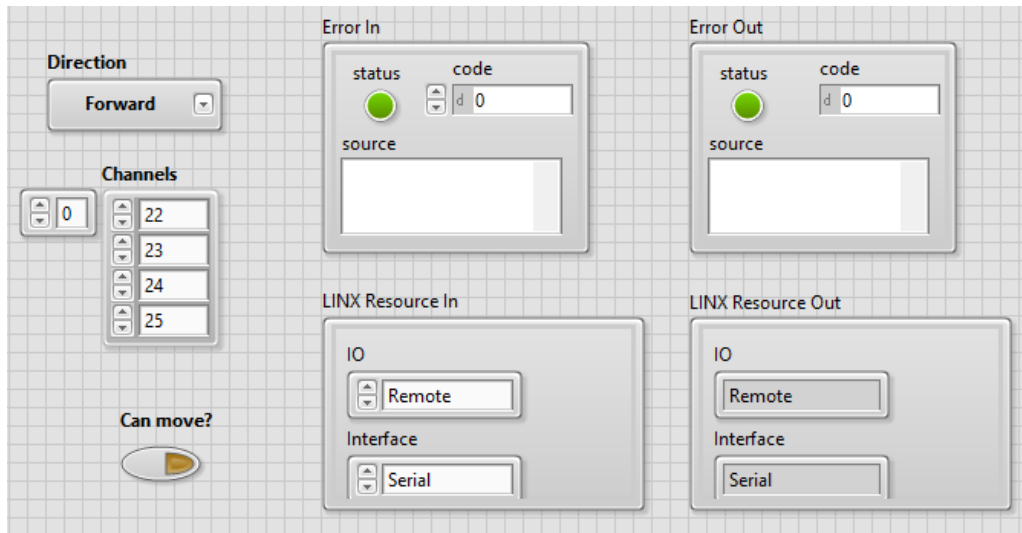 Direction
Forward
Channels
0
22
23
24
25
Can move?
Error In
status
code
d 0
source
Error Out
status
code
d 0
source
LINX Resource In
IO
Remote
Interface
Serial
LINX Resource Out
IO
Remote
Interface
Serial